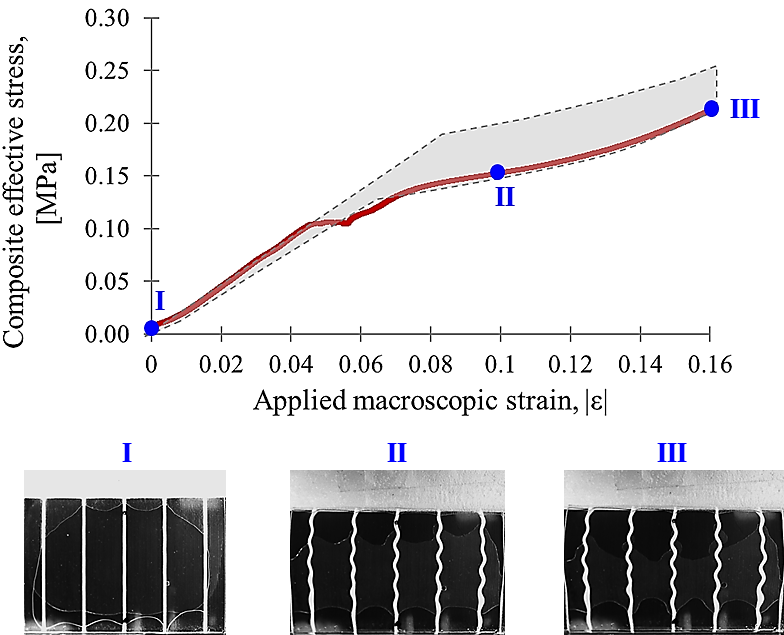 Composite effective stress,
[MPa]
0.30
0.25
0.20
0.15
0.10
0.05
0.00
I
II
III
0 0.02 0.04 0.06 0.08 0.1 0.12 0.14 0.16
Applied macroscopic strain, |ε|
I II III